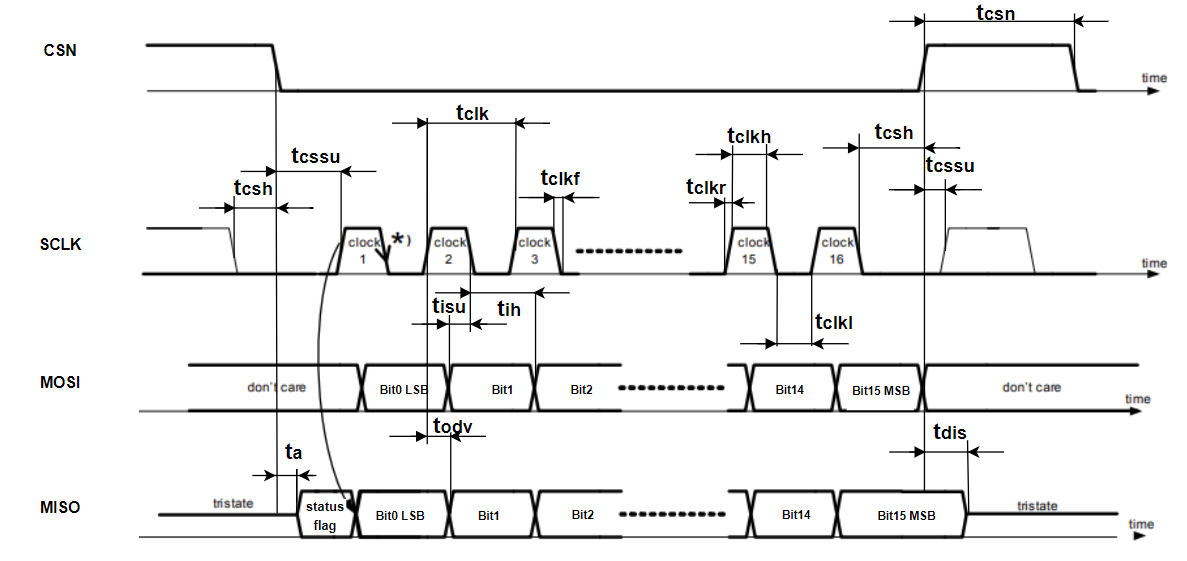 tcsn
CSN
time
tclk
tclkh
tcsh
tcssu
tcssu
tcsh
tclkf
tclkr
SCLK
clock
1
*)
clock
2
clock
3
clock
15
clock
16
time
tisu
tih
tclkl
MOSI
don't care
Bit0 LSB
Bit1
Bit2
Bit14
Bit15 MSB
don't care
time
todv
tdis
ta
MISO
tristate
status
flag
Bit0 LSB
Bit1
Bit2
Bit14
Bit15 MSB
tristate
time